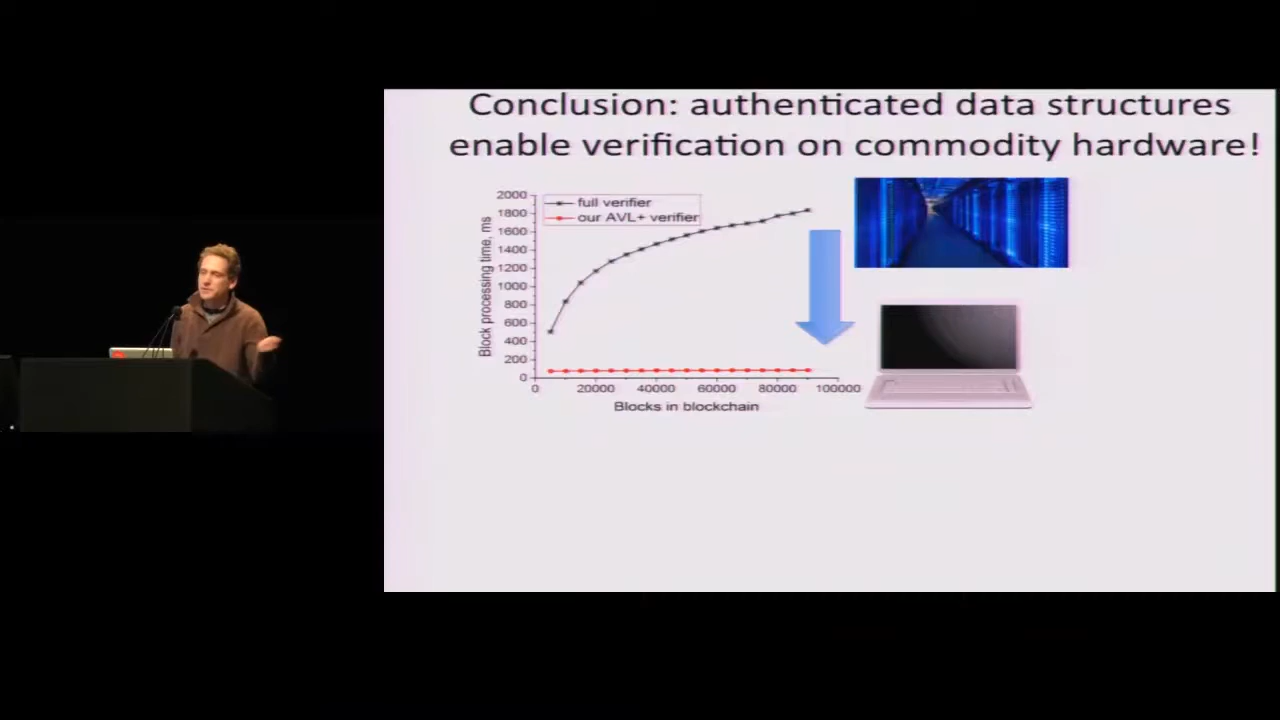 Conclusion: authenticated data structures
enable verification on commodity hardware!
2000
1800
1600
1400
1200
1000
800
600
400
200
0
Block processing time, ms
full verifier
our AVL+ verifier
0 20000 40000 60000 80000 100000
Blocks in blockchain